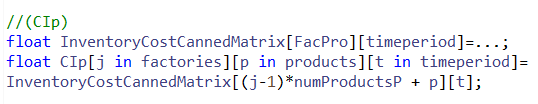 //(CIp)
float InventoryCostCannedMatrix[FacPro][timeperiod]=...;
float CIp[j in factories][p in products][t in timeperiod]=
InventoryCostCannedMatrix[(j-1)*numProductsP + p][t];